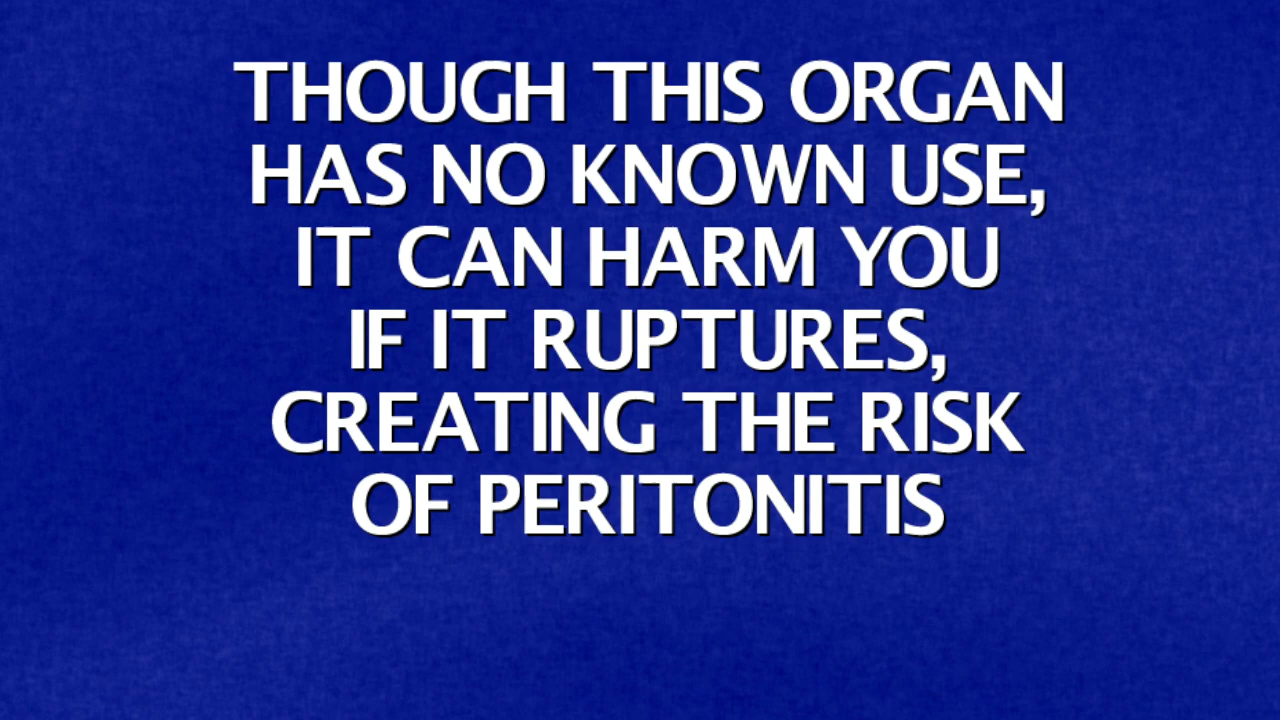 THOUGH THIS ORGAN
HAS NO KNOWN USE,
IT CAN HARM YOU
IF IT RUPTURES,
CREATING THE RISK
OF PERITONITIS